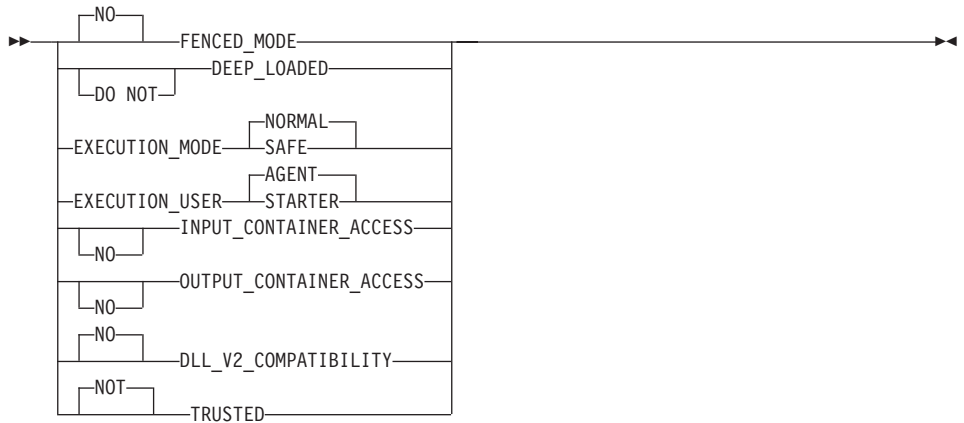 NO
FENCED_MODE
DEEP_LOADED
DO NOT
NORMAL
EXECUTION_MODE SAFE
AGENT
EXECUTION_USER STARTER
INPUT_CONTAINER_ACCESS
NO
OUTPUT_CONTAINER_ACCESS
NO
NO
DLL_V2_COMPATIBILITY
NOT
TRUSTED